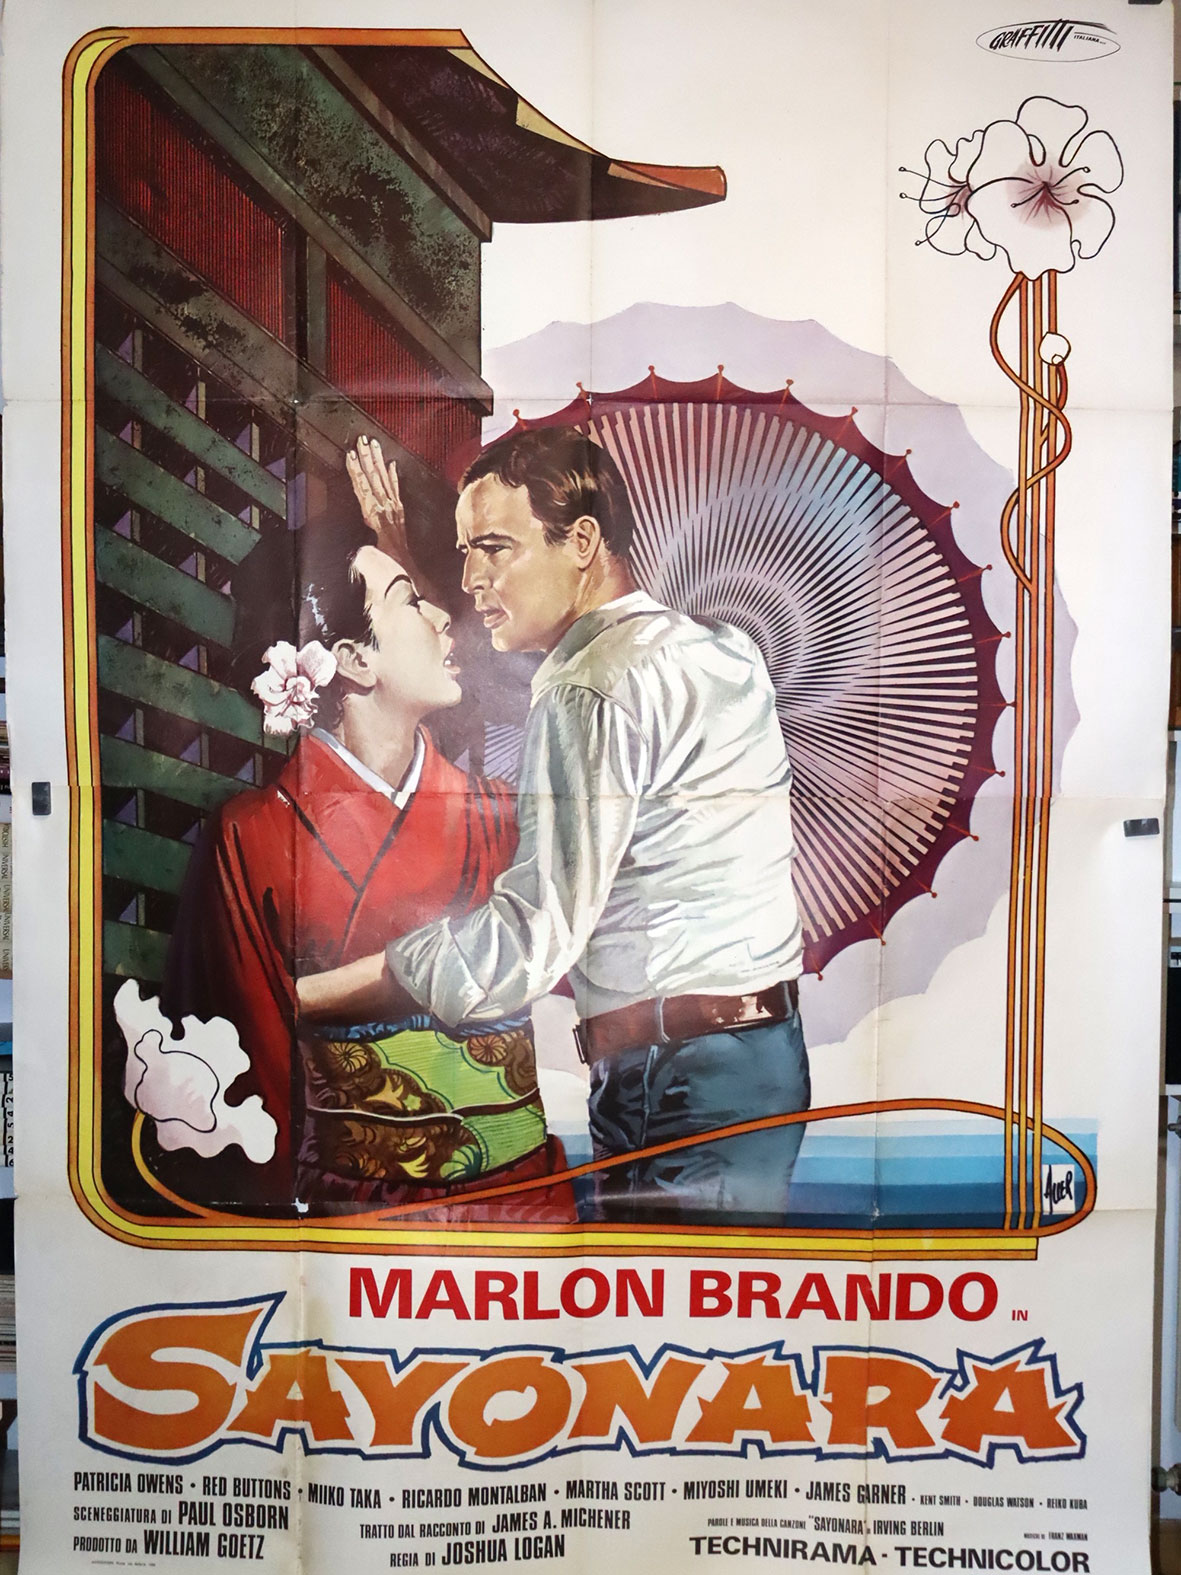 GRAFFITI
ITALIANA
AUER
MARLON BRANDO IN
SAYONARA
PATRICIA OWENS • RED BUTTONS • MIIKO TAKA • RICARDO MONTALBAN • MARTHA SCOTT • MIYOSHI UMEKI • JAMES GARNER • KENT SMITH • DOUGLAS WATSON • REIKO KUBA
SCENEGGIATURA DI PAUL OSBORN
TRATTO DAL RACCONTO DI JAMES A. MICHENER
PAROLE E MUSICA DELLA CANZONE "SAYONARA" IRVING BERLIN
MUSICHE DI FRANZ WAXMAN
PRODOTTO DA WILLIAM GOETZ
REGIA DI JOSHUA LOGAN
TECHNIRAMA - TECHNICOLOR